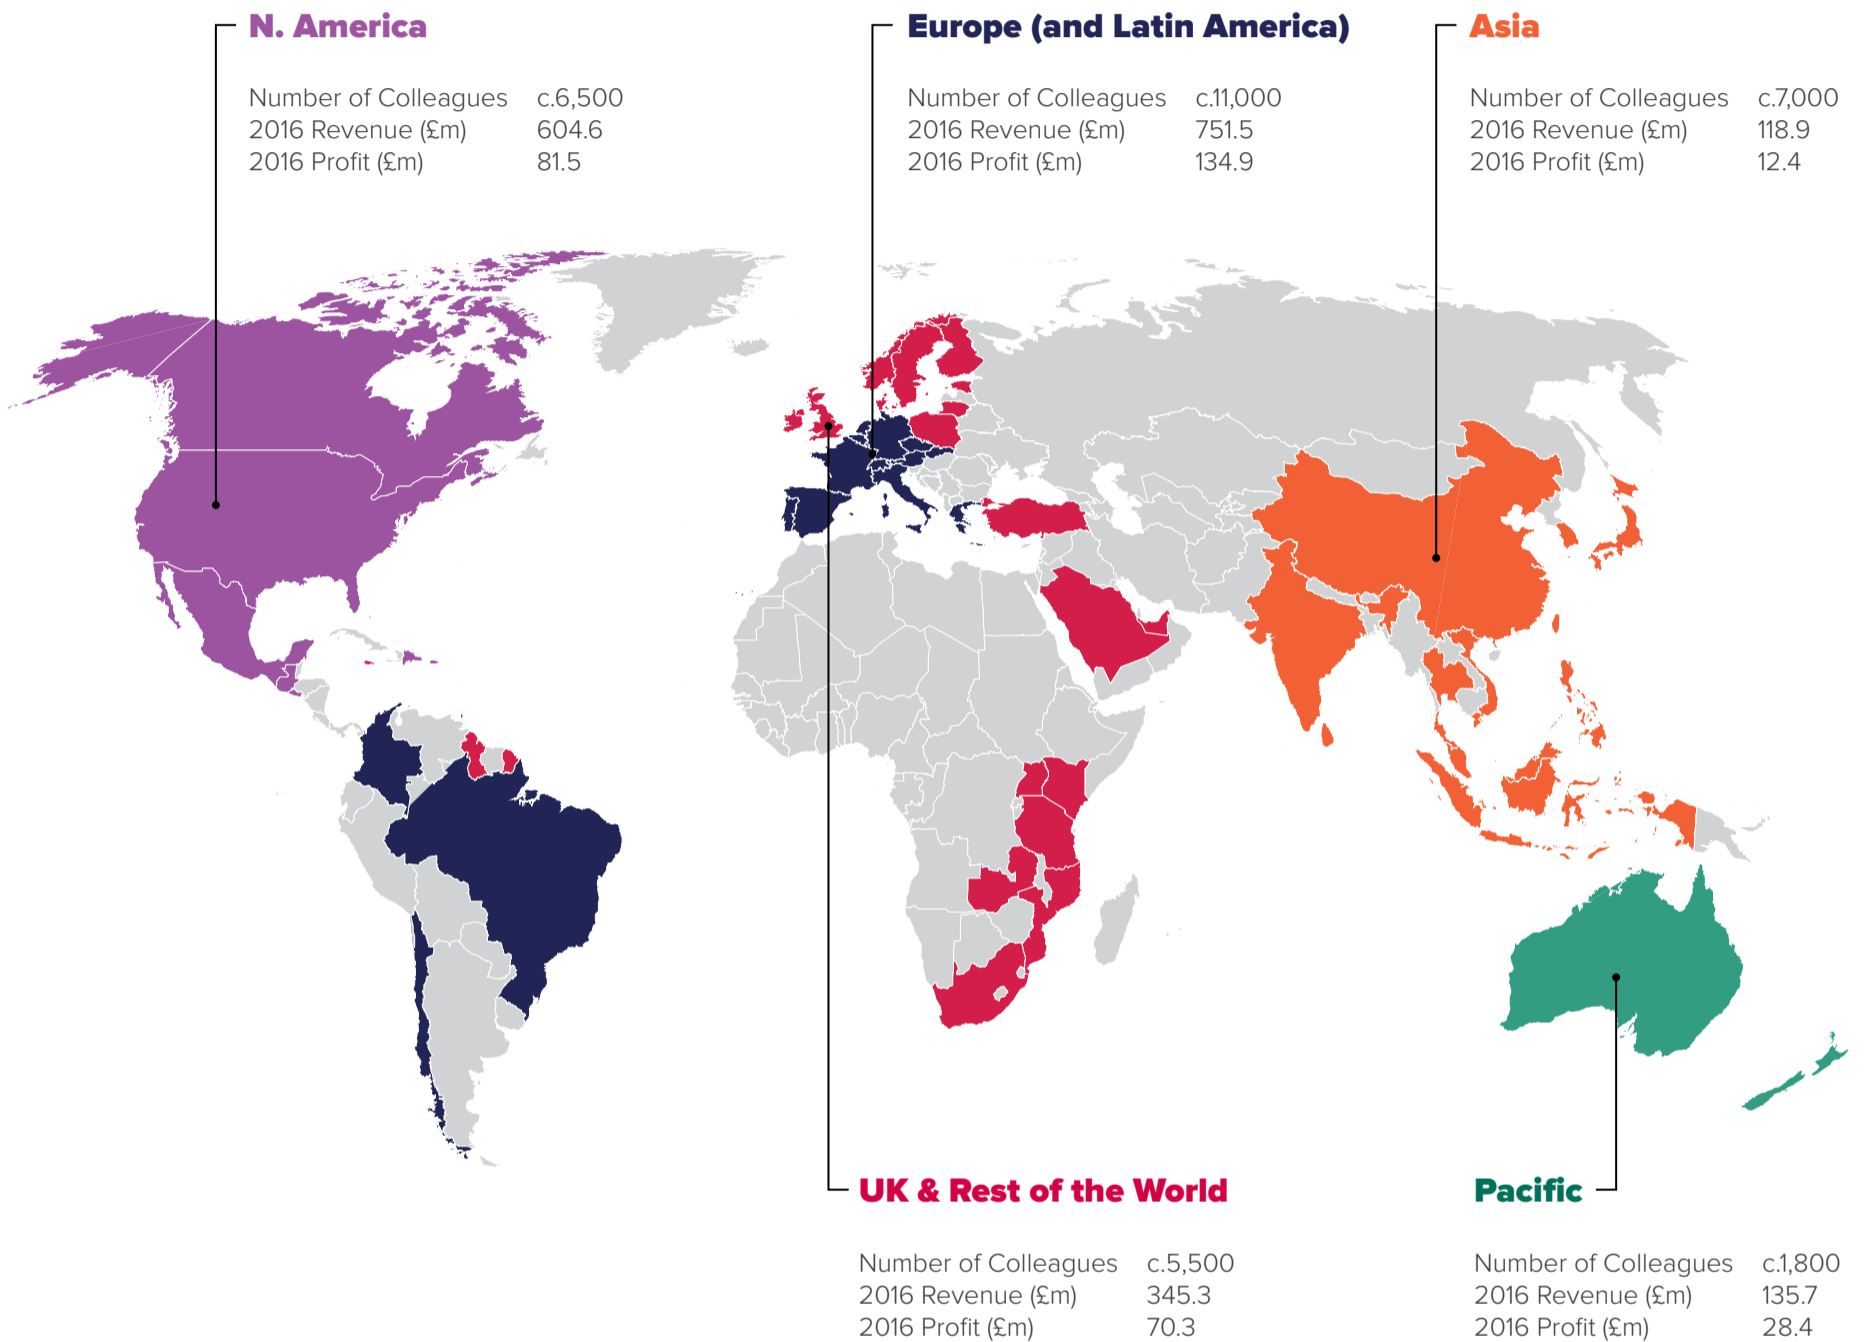 N. America
Number of Colleagues c.6,500
2016 Revenue (£m) 604.6
2016 Profit (£m) 81.5
Europe (and Latin America)
Number of Colleagues c.11,000
2016 Revenue (£m) 751.5
2016 Profit (£m) 134.9
Asia
Number of Colleagues c.7,000
2016 Revenue (£m) 118.9
2016 Profit (£m) 12.4
UK & Rest of the World
Number of Colleagues c.5,500
2016 Revenue (£m) 345.3
2016 Profit (£m) 70.3
Pacific
Number of Colleagues c.1,800
2016 Revenue (£m) 135.7
2016 Profit (£m) 28.4